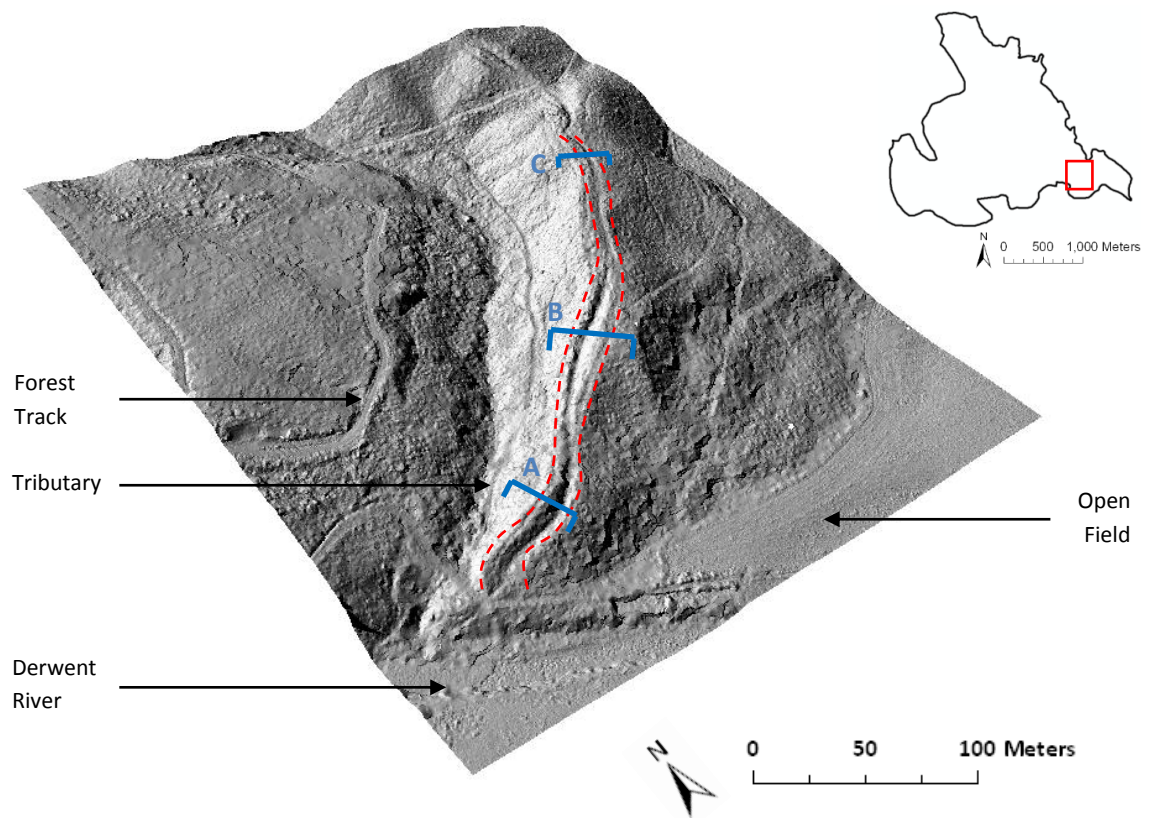 N
0 500 1,000 Meters
C
B
A
Forest
Track
Tributary
Open
Field
Derwent
River
N
0 50 100 Meters